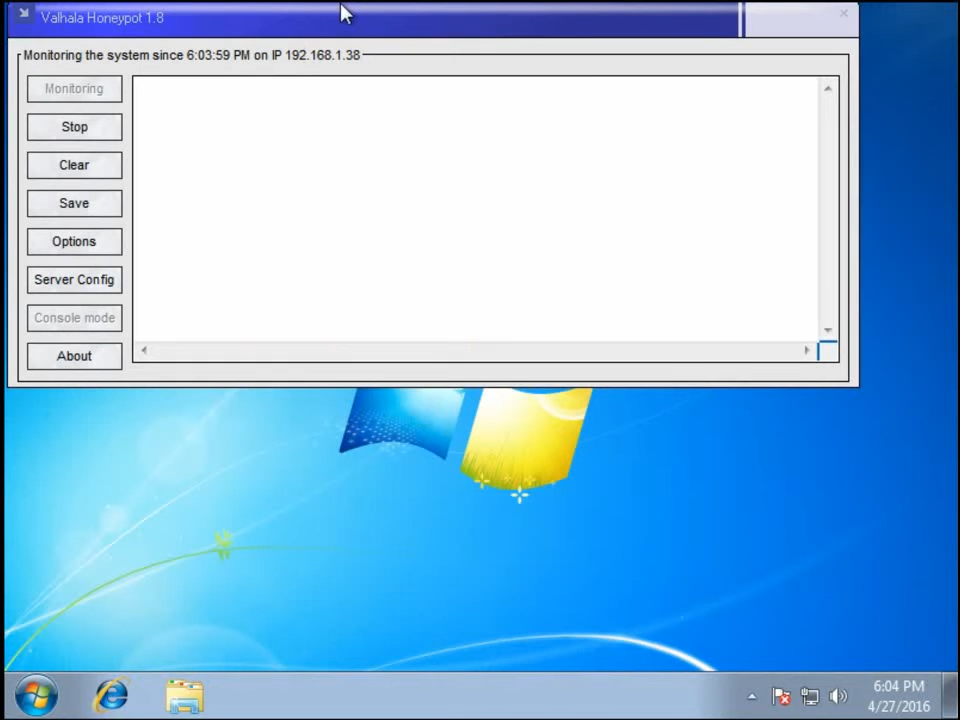 Valhala Honeypot 1.8
Monitoring the system since 6:03:59 PM on IP 192.168.1.38
Monitoring
Stop
Clear
Save
Options
Server Config
Console mode
About
6:04 PM
4/27/2016